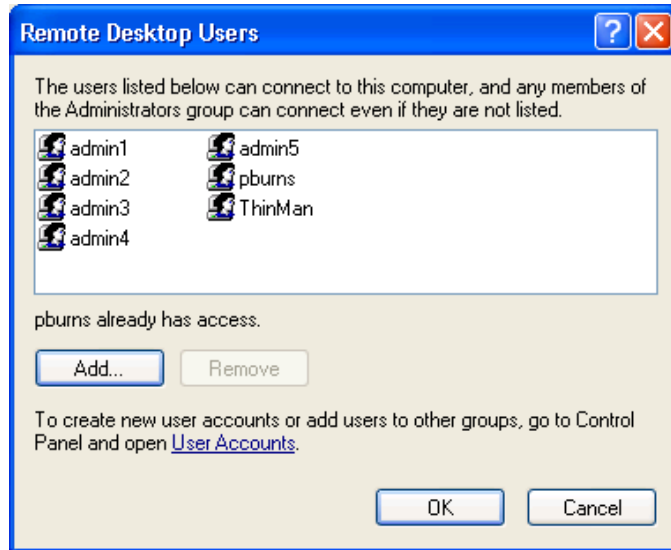 Remote Desktop Users
The users listed below can connect to this computer, and any members of
the Administrators group can connect even if they are not listed.
admin1
admin2
admin3
admin4
admin5
pburns
ThinMan
pburns already has access.
Add...
Remove
To create new user accounts or add users to other groups, go to Control
Panel and open User Accounts.
OK
Cancel